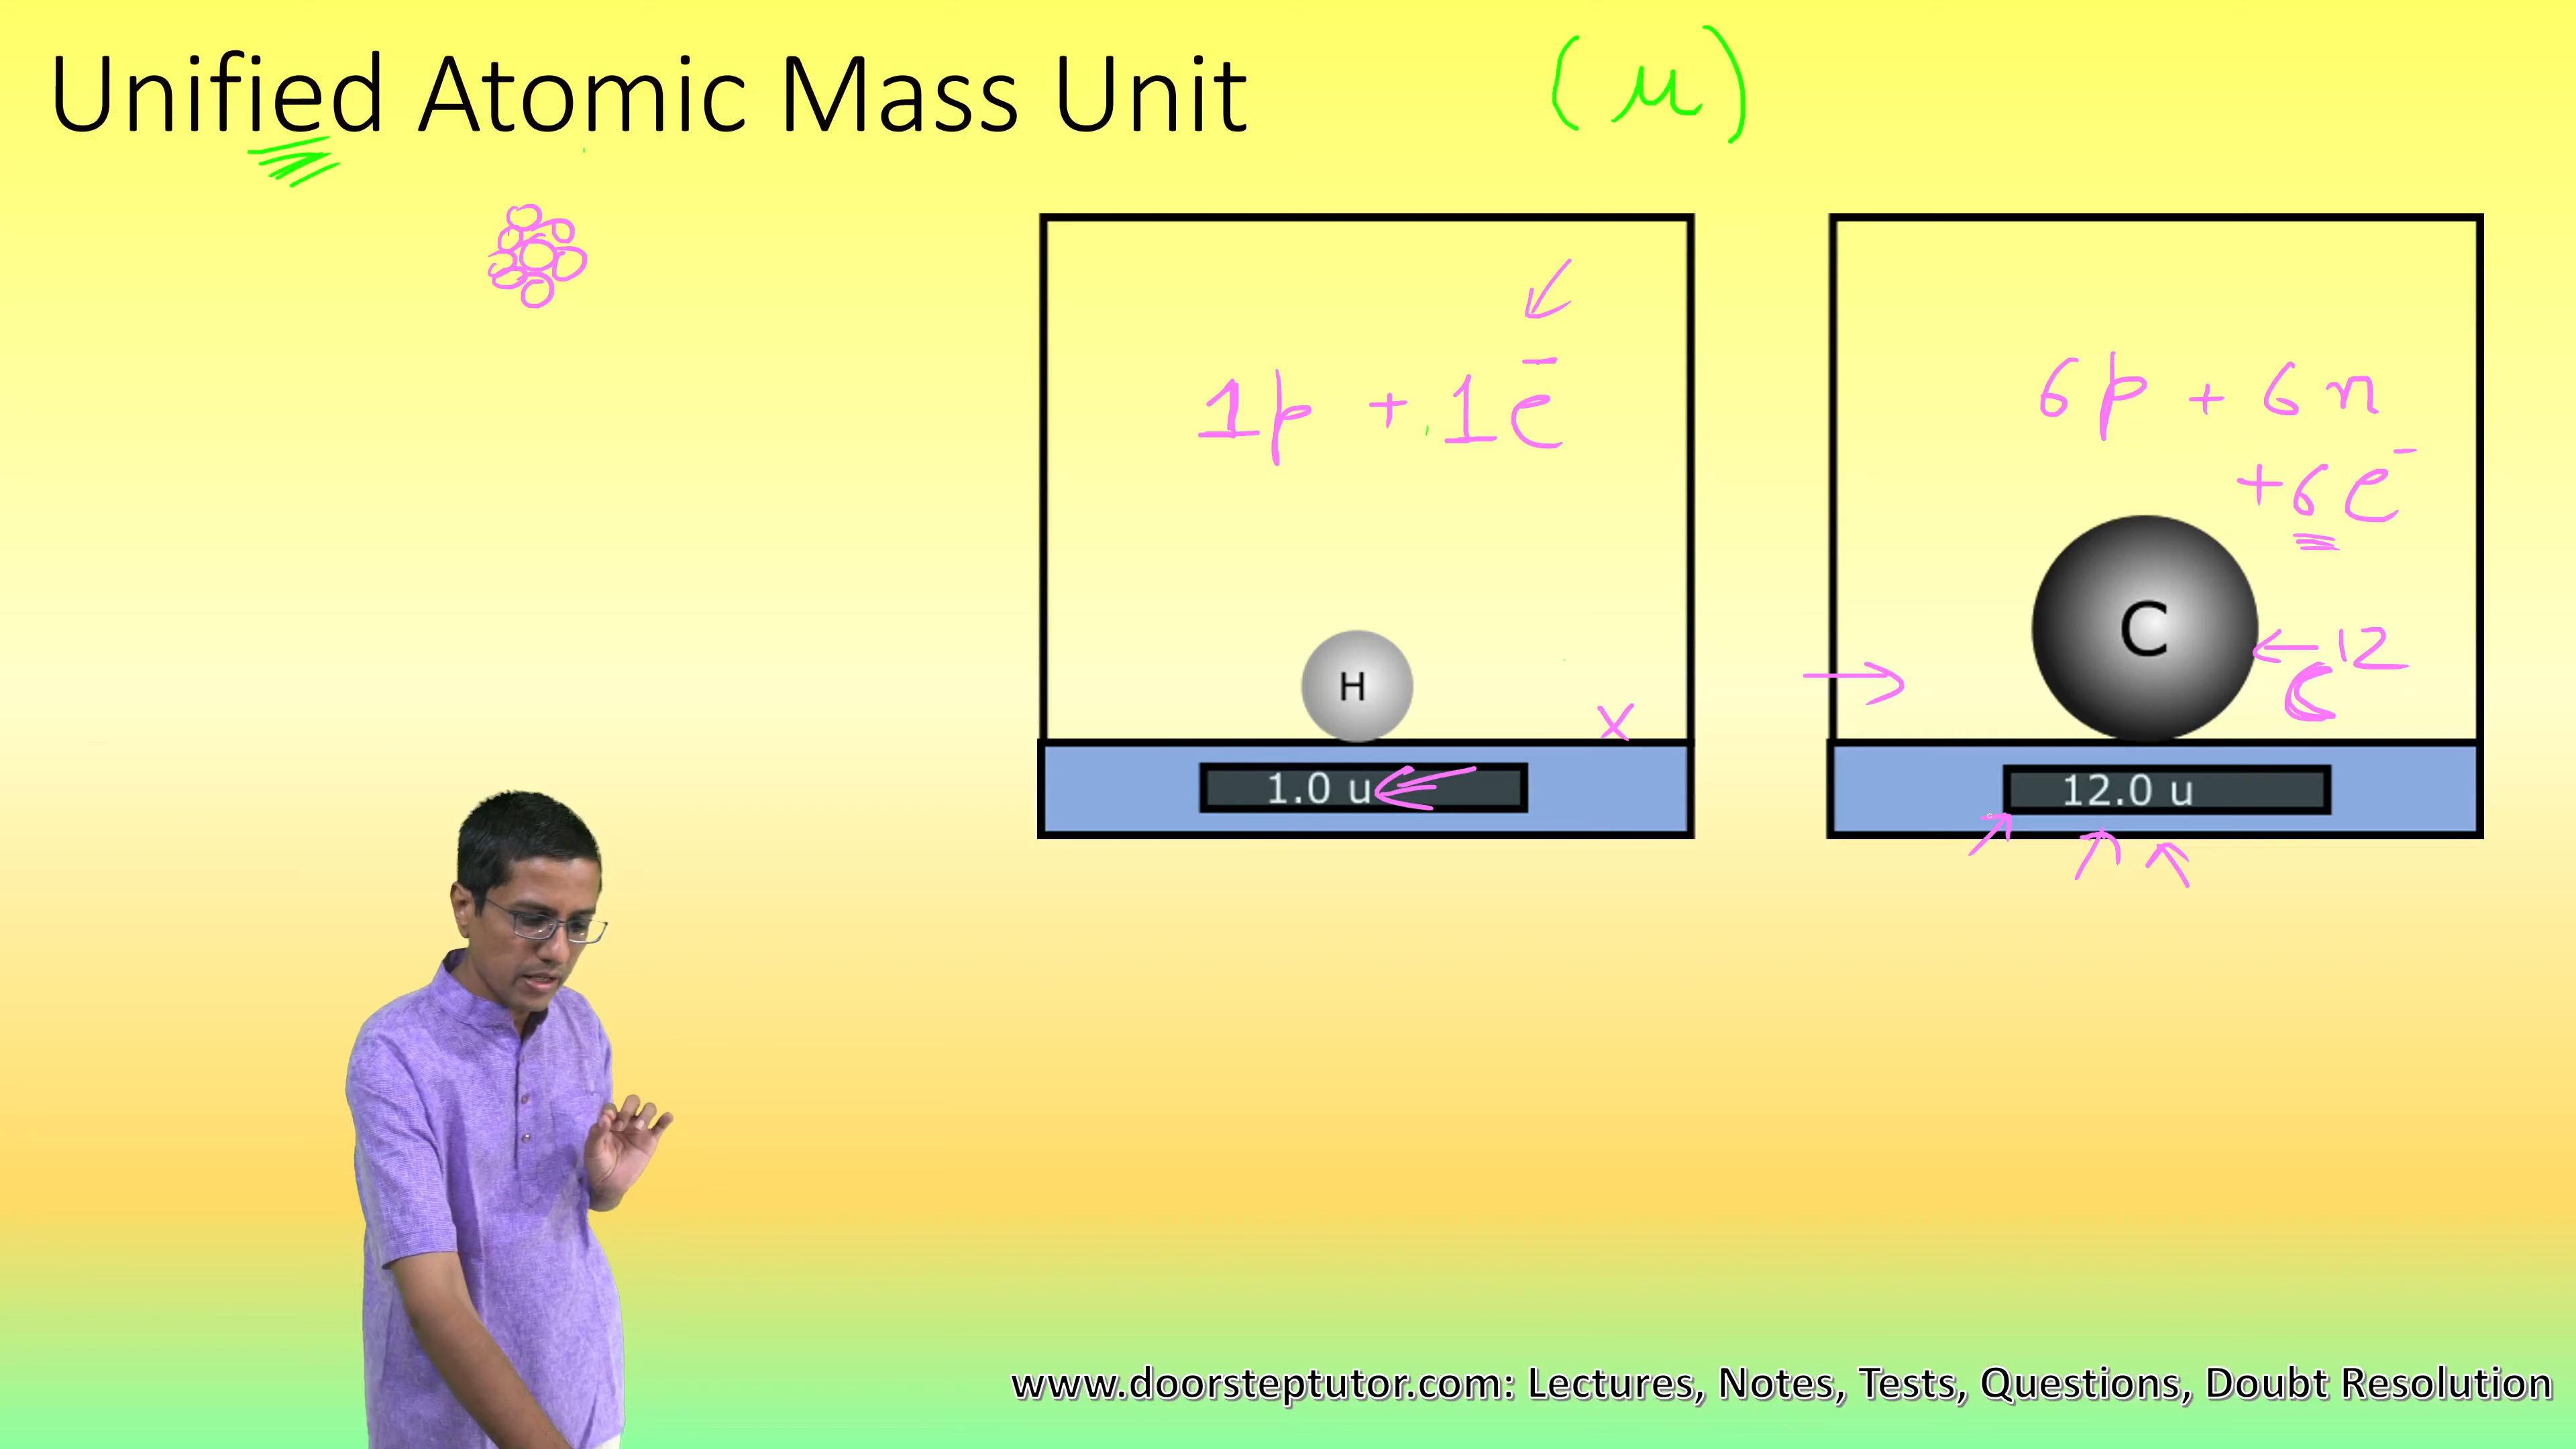 Unified Atomic Mass Unit (u)
1p + 1e⁻
6p + 6n
+ 6e⁻
H
C
12
C
x
1.0 u
12.0 u
www.doorsteptutor.com: Lectures, Notes, Tests, Questions, Doubt Resolution